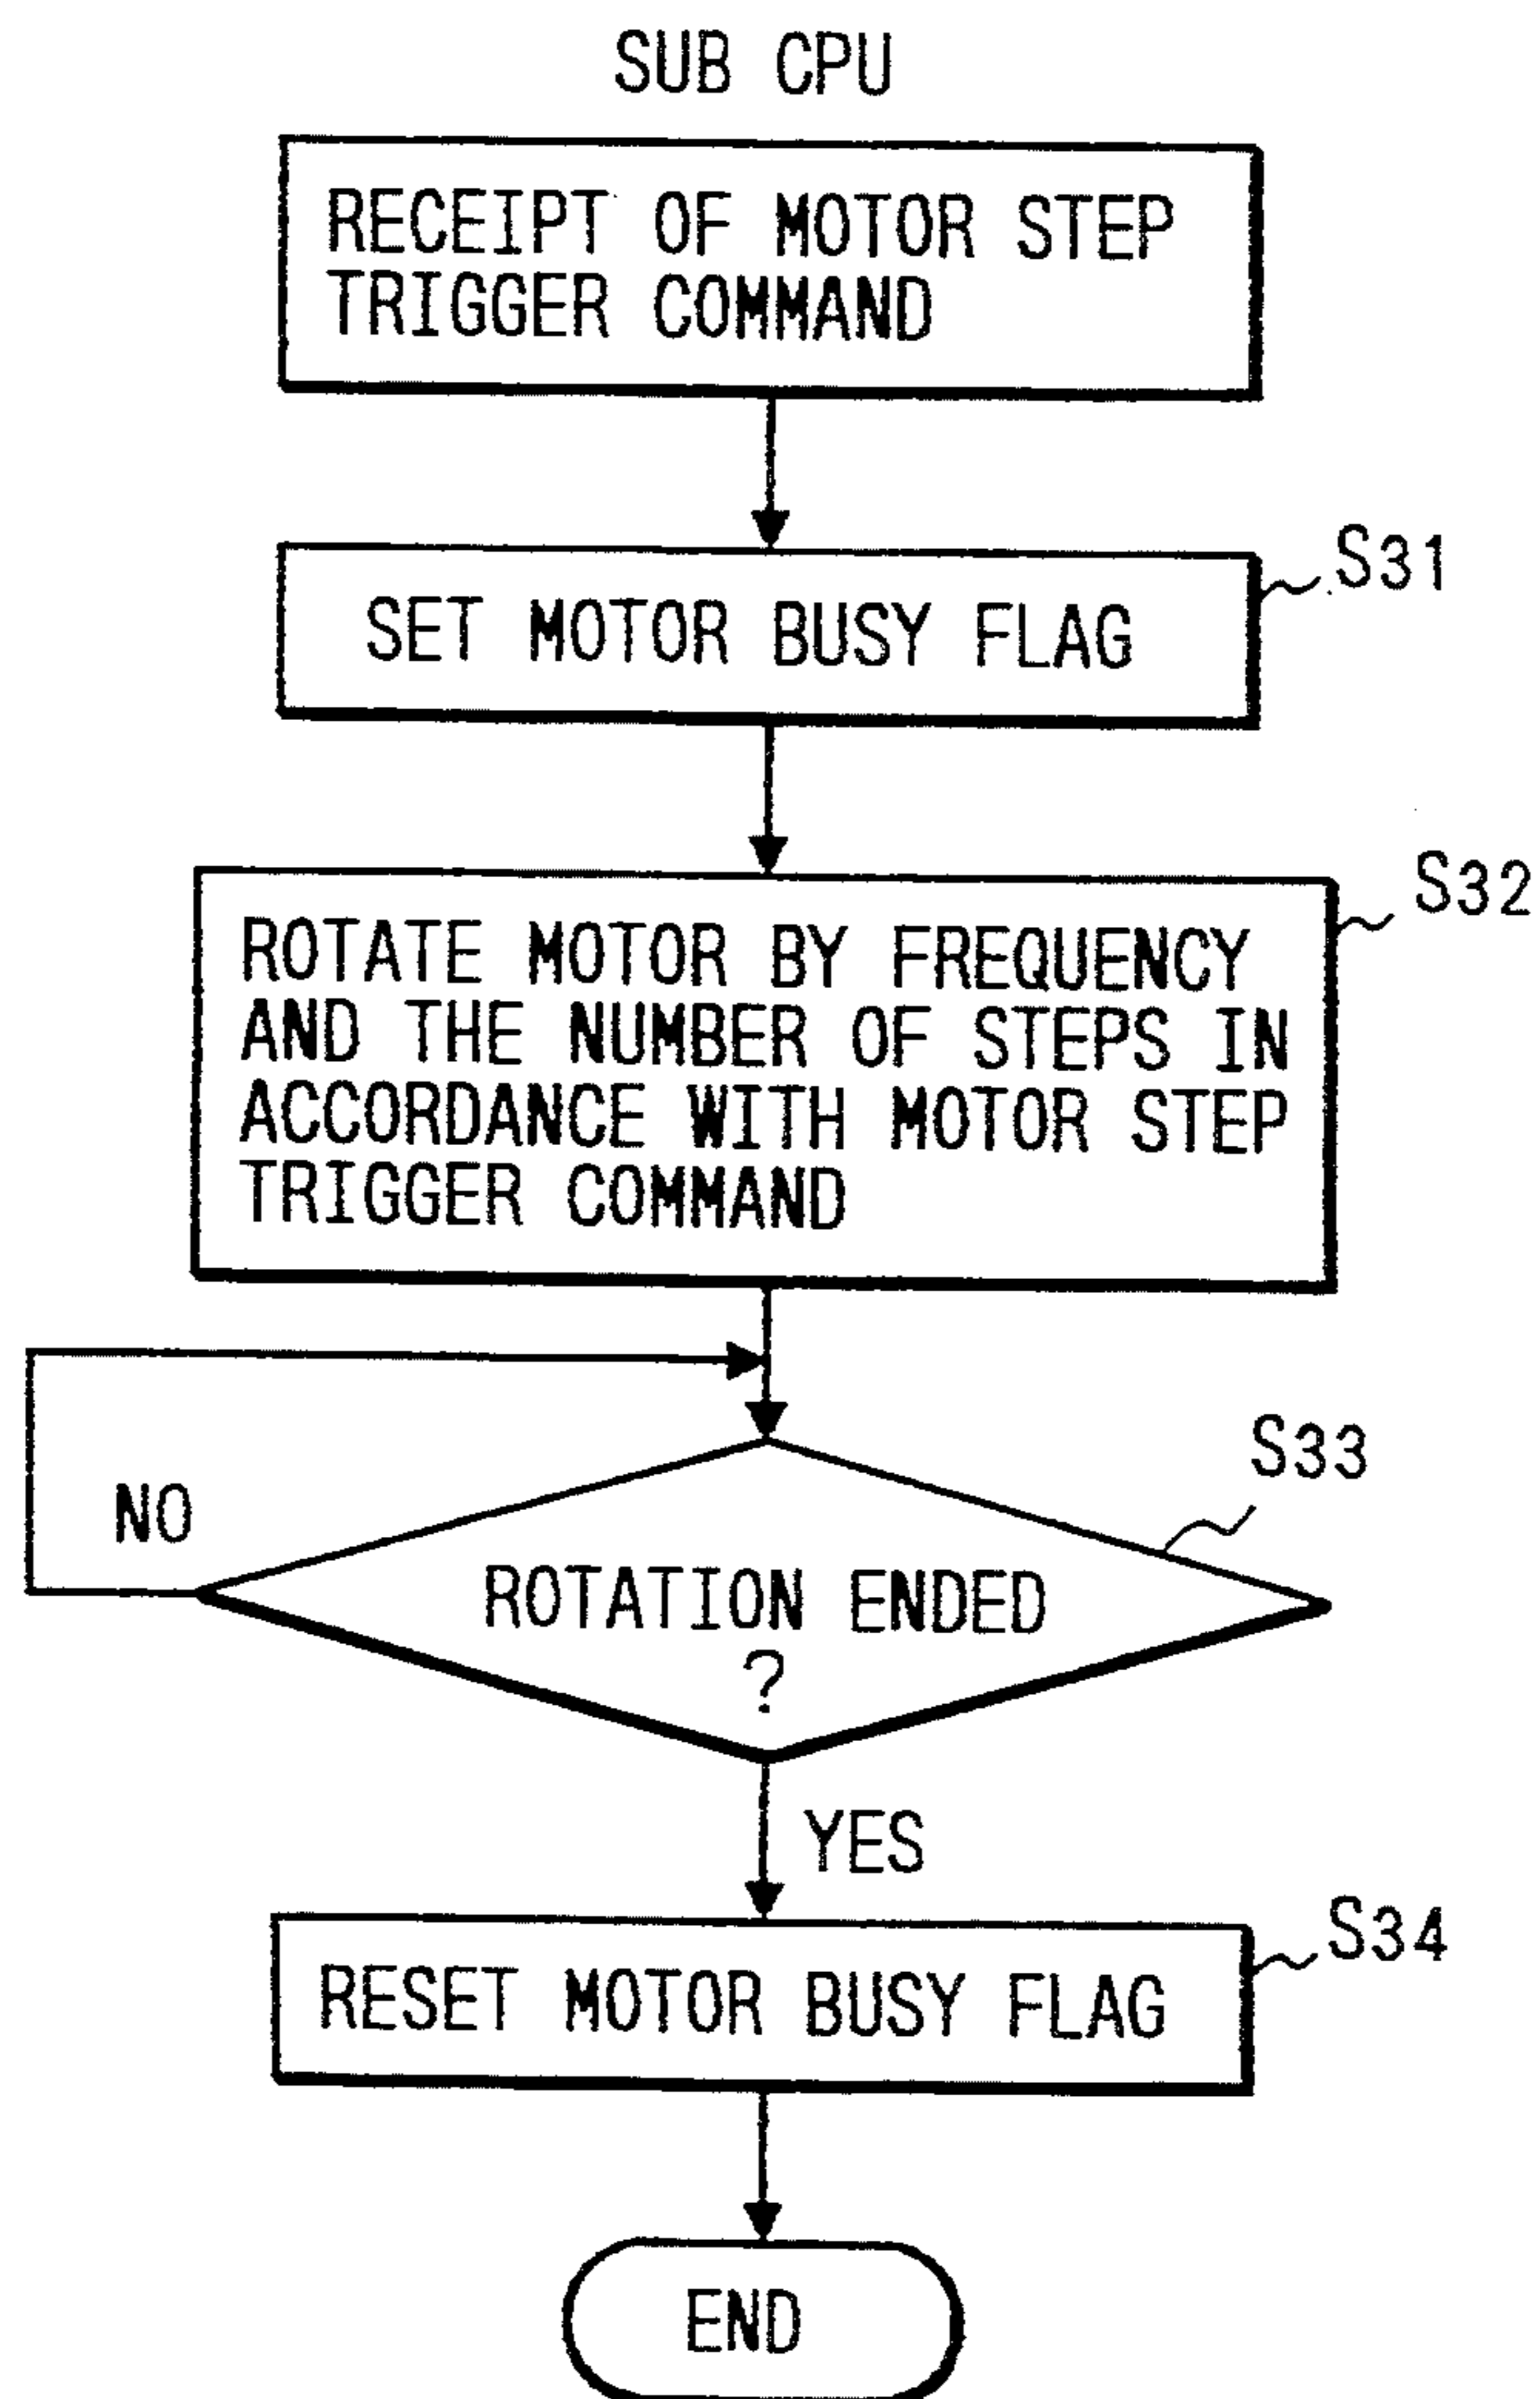 SUB CPU
RECEIPT OF MOTOR STEP
TRIGGER COMMAND
S31
SET MOTOR BUSY FLAG
S32
ROTATE MOTOR BY FREQUENCY
AND THE NUMBER OF STEPS IN
ACCORDANCE WITH MOTOR STEP
TRIGGER COMMAND
S33
NO
ROTATION ENDED
?
YES
S34
RESET MOTOR BUSY FLAG
END